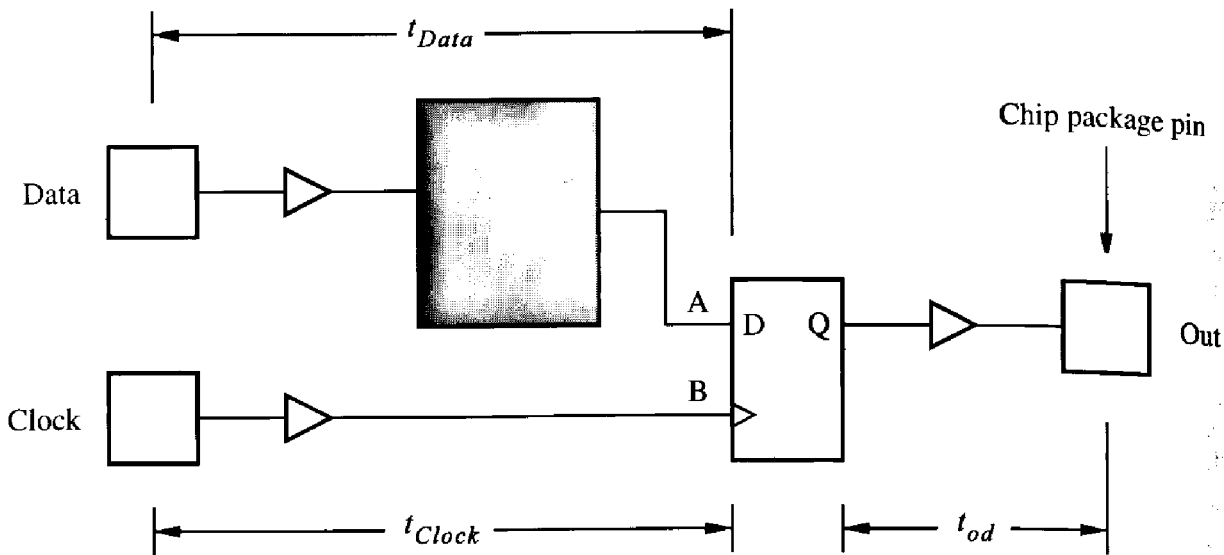 t_Data
Chip package pin
Data
A
D Q
Out
B
Clock
t_Clock
t_od